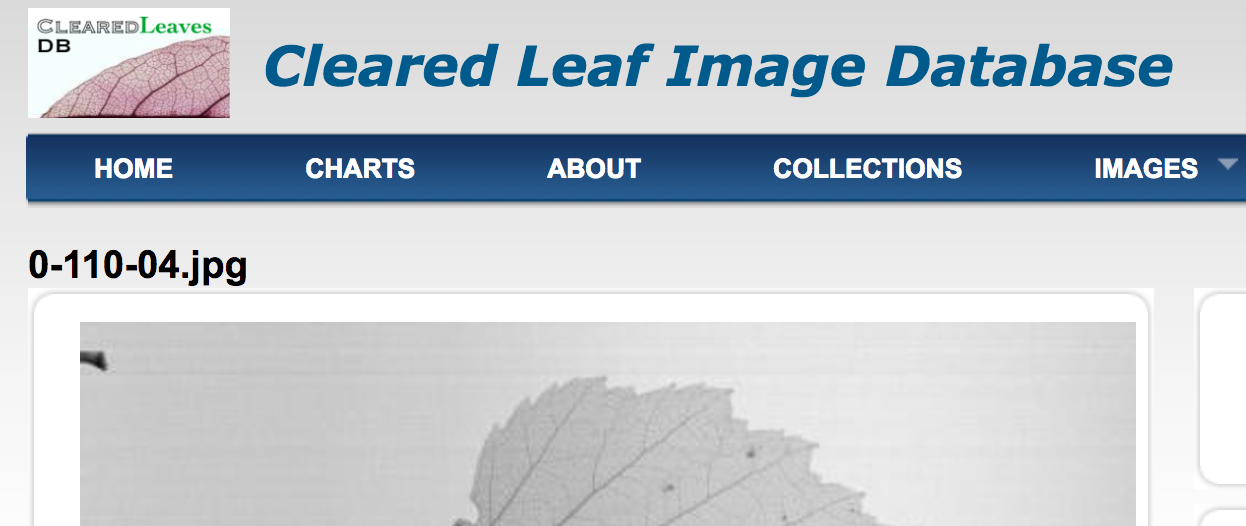 CLEAREDLeaves
DB
Cleared Leaf Image Database
HOME CHARTS ABOUT COLLECTIONS IMAGES
0-110-04.jpg